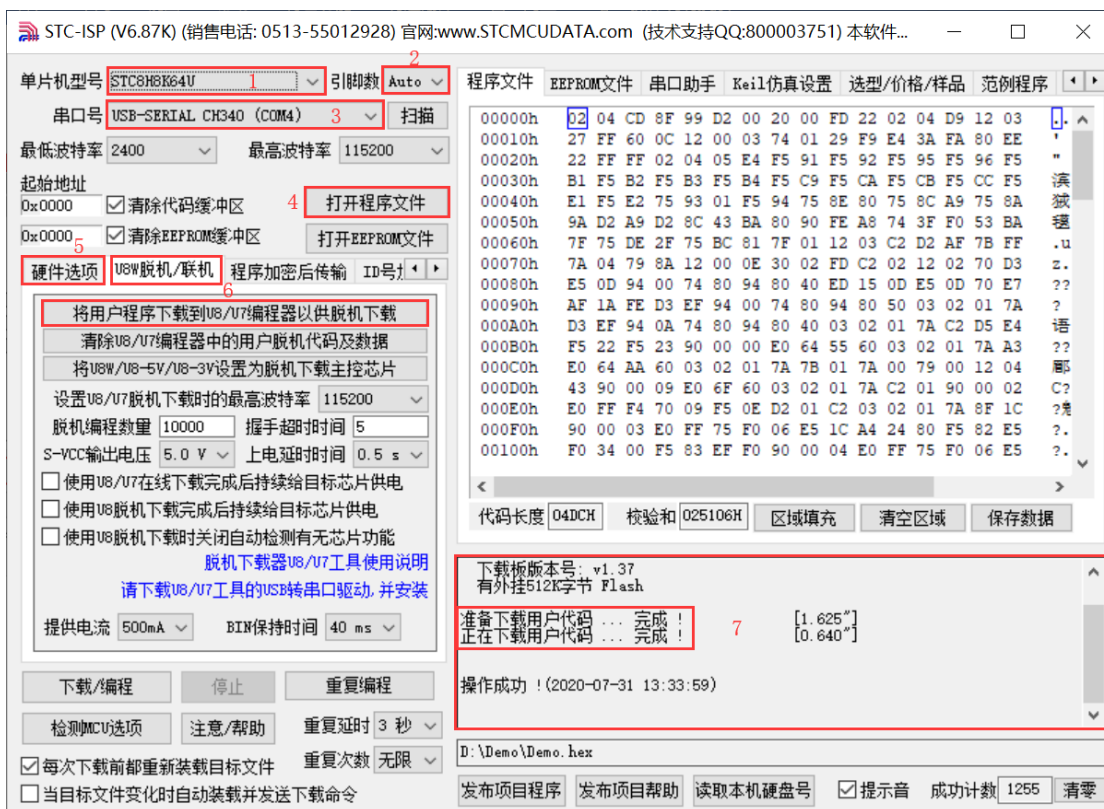 STC-ISP (V6.87K) (销售电话: 0513-55012928) 官网:www.STCMCUDATA.com (技术支持QQ:800003751) 本软件...
单片机型号 STC8H8K64U 1 引脚数 Auto 2
串口号 USB-SERIAL CH340 (COM4) 3 扫描
最低波特率 2400 最高波特率 115200
起始地址
0x0000 清除代码缓冲区 4 打开程序文件
0x0000 清除EEPROM缓冲区 打开EEPROM文件
5
硬件选项 U8W脱机/联机 程序加密后传输
6
将用户程序下载到U8/U7编程器以供脱机下载
清除U8/U7编程器中的用户脱机代码及数据
将U8W/U8-5V/U8-3V设置为脱机下载主控芯片
设置U8/U7脱机下载时的最高波特率 115200
脱机编程数量 10000 握手超时时间 5
S-VCC输出电压 5.0 V 上电延时时间 0.5 s
使用U8/U7在线下载完成后持续给目标芯片供电
使用U8脱机下载完成后持续给目标芯片供电
使用U8脱机下载时关闭自动检测有无芯片功能
脱机下载器U8/U7工具使用说明
请下载U8/U7工具的USB转串口驱动,并安装
提供电流 500mA BIN保持时间 40 ms
下载/编程 停止 重复编程
检测MCU选项 注意/帮助 重复延时 3 秒
重复次数 无限
每次下载前都重新装载目标文件
当目标文件变化时自动装载并发送下载命令
程序文件 EEPROM文件 串口助手 Keil仿真设置 选型/价格/样品 范例程序
00000h 02 04 CD 8F 99 D2 00 20 00 FD 22 02 04 D9 12 03 ..
00010h 27 FF 60 0C 12 00 03 74 01 29 F9 E4 3A FA 80 EE '
00020h 22 FF FF 02 04 05 E4 F5 91 F5 92 F5 95 F5 96 F5 "
00030h B1 F5 B2 F5 B3 F5 B4 F5 C9 F5 CA F5 CB F5 CC F5 滨
00040h E1 F5 E2 75 93 01 F5 94 75 8E 80 75 8C A9 75 8A
00050h 9A D2 A9 D2 8C 43 BA 80 90 FE A8 74 3F F0 53 BA
00060h 7F 75 DE 2F 75 BC 81 7F 01 12 03 C2 D2 AF 7B FF .u
00070h 7A 04 79 8A 12 00 0E 30 02 FD C2 02 12 02 70 D3 z.
00080h E5 0D 94 00 74 80 94 80 40 ED 15 0D E5 0D 70 E7 ??
00090h AF 1A FE D3 EF 94 00 74 80 94 80 50 03 02 01 7A ?
000A0h D3 EF 94 0A 74 80 94 80 40 03 02 01 7A C2 D5 E4 语
000B0h F5 22 F5 23 90 00 00 E0 64 55 60 03 02 01 7A A3 ??
000C0h E0 64 AA 60 03 02 01 7A 7B 01 7A 00 79 00 12 04 郿
000D0h 43 90 00 09 E0 6F 60 03 02 01 7A C2 01 90 00 02 C?
000E0h E0 FF F4 70 09 F5 0E D2 01 C2 03 02 01 7A 8F 1C
000F0h 90 00 03 E0 FF 75 F0 06 E5 1C A4 24 80 F5 82 E5 ?.
00100h F0 34 00 F5 83 EF F0 90 00 04 E0 FF 75 F0 06 E5 ?.
代码长度 04DCH 校验和 025106H 区域填充 清空区域 保存数据
下载板版本号: v1.37
有外挂512K字节 Flash
准备下载用户代码 ... 完成 ! [1.625"]
正在下载用户代码 ... 完成 ! [0.640"]
7
操作成功 !(2020-07-31 13:33:59)
D:\Demo\Demo.hex
发布项目程序 发布项目帮助 读取本机硬盘号 提示音 成功计数 1255 清零